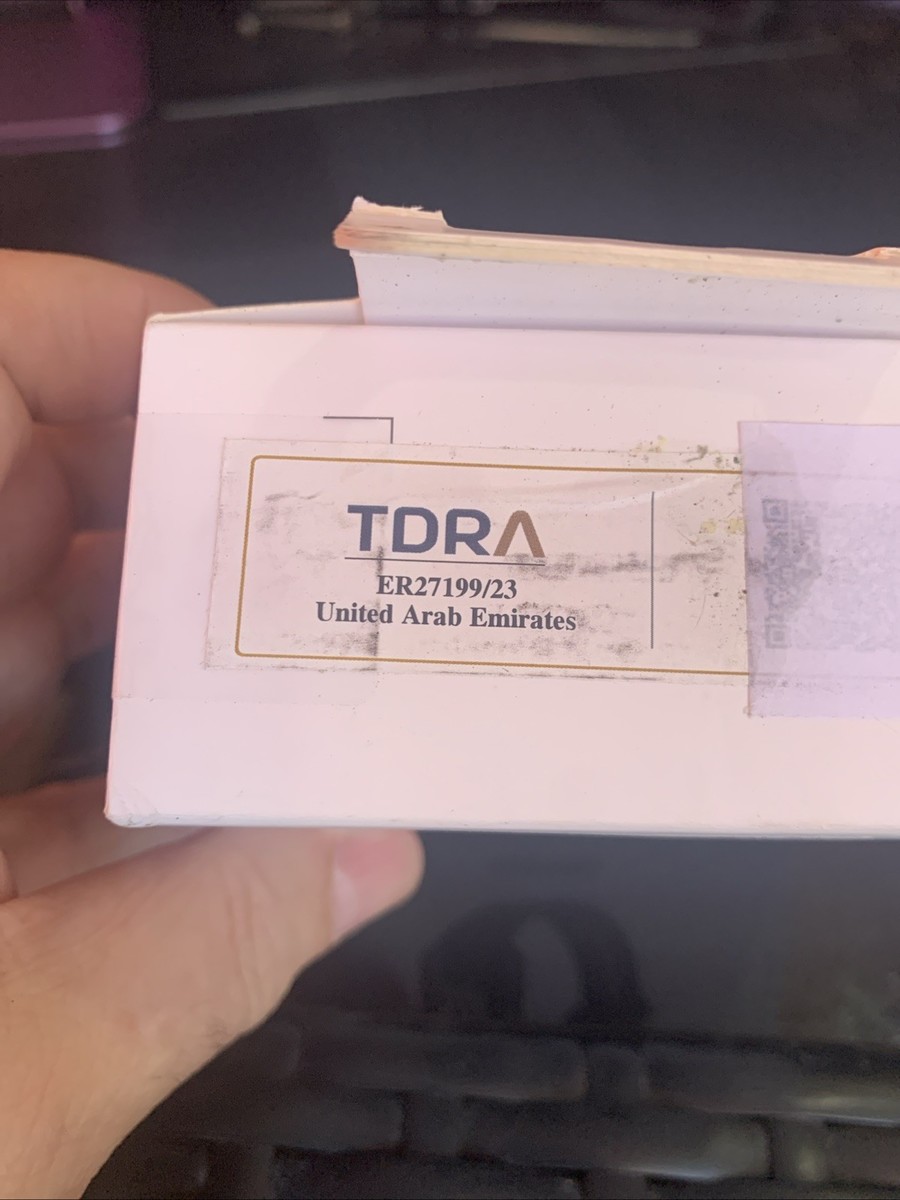 TDRA
ER27199/23
United Arab Emirates